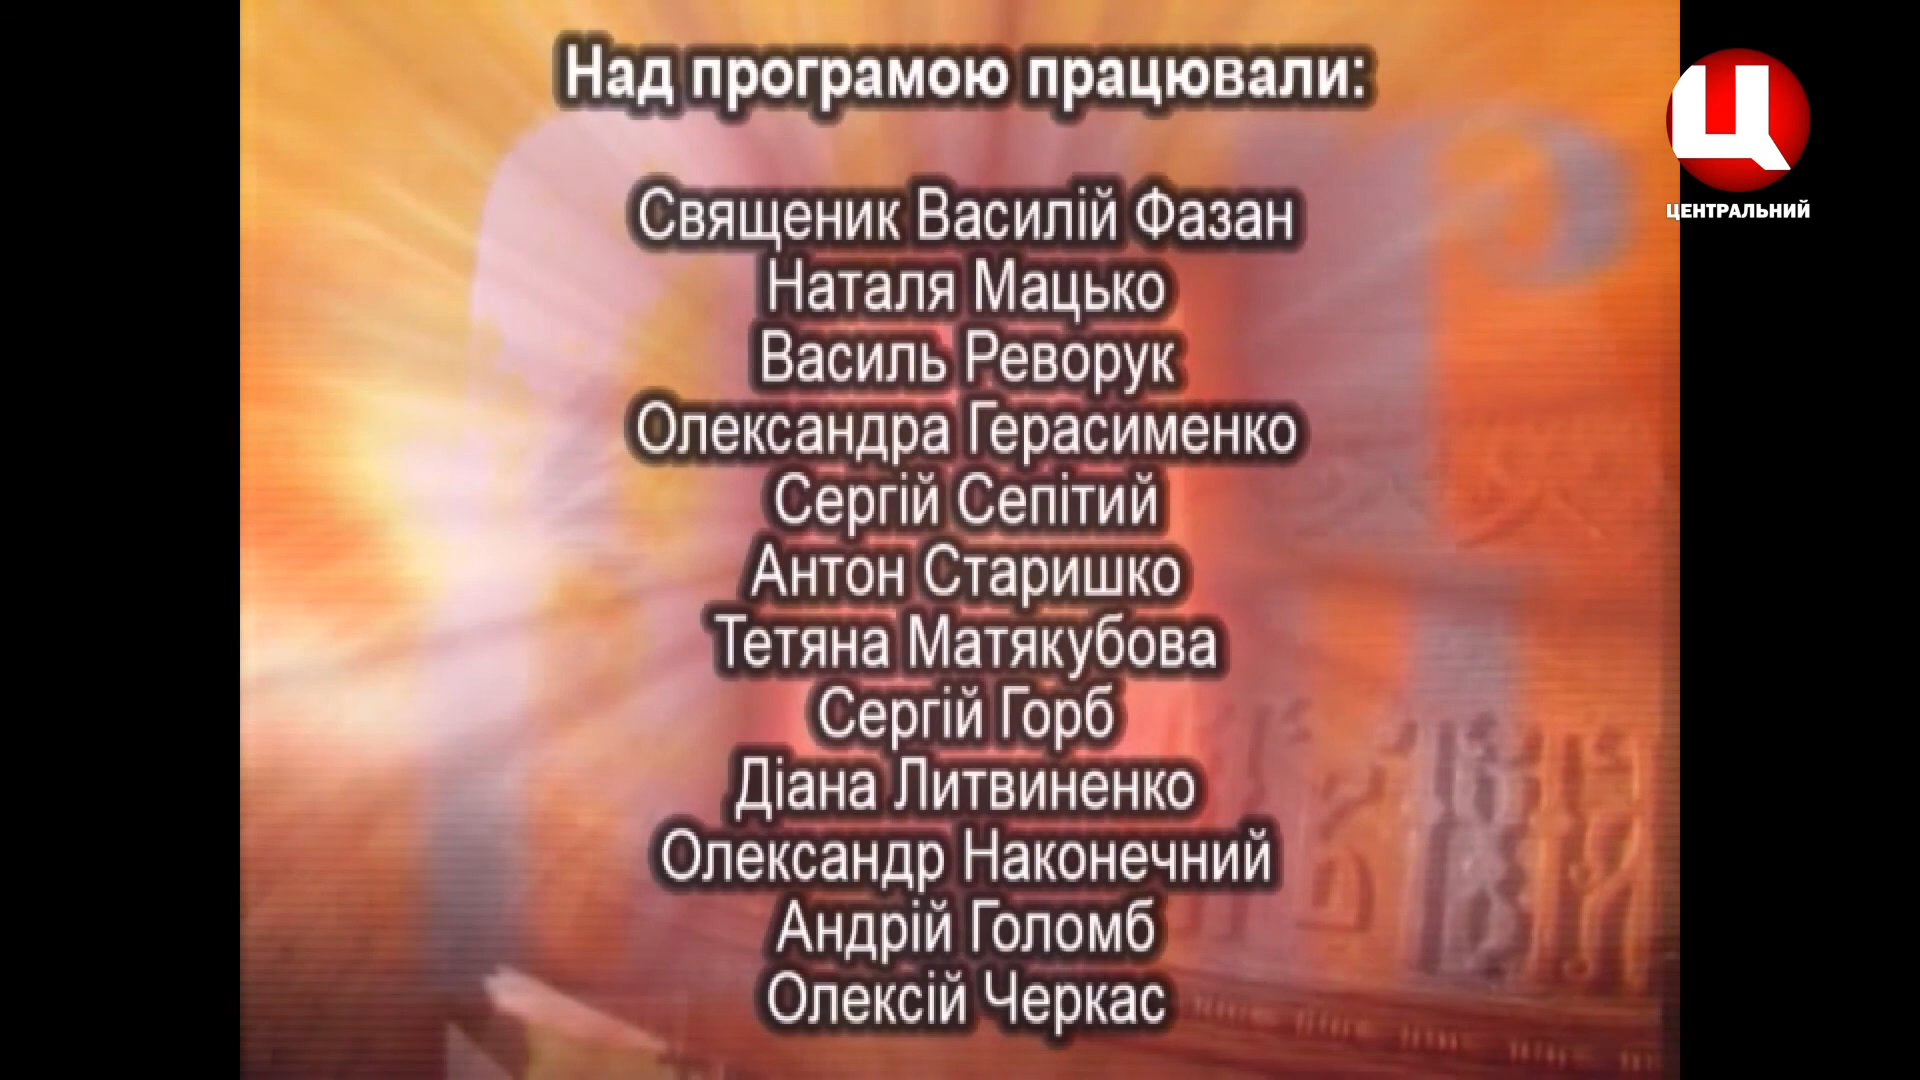 Над програмою працювали:
Священик Василій Фазан
Наталя Мацько
Василь Реворук
Олександра Герасименко
Сергій Сепітий
Антон Старишко
Тетяна Матякубова
Сергій Горб
Діана Литвиненко
Олександр Наконечний
Андрій Голомб
Олексій Черкас
Ц
ЦЕНТРАЛЬНИЙ